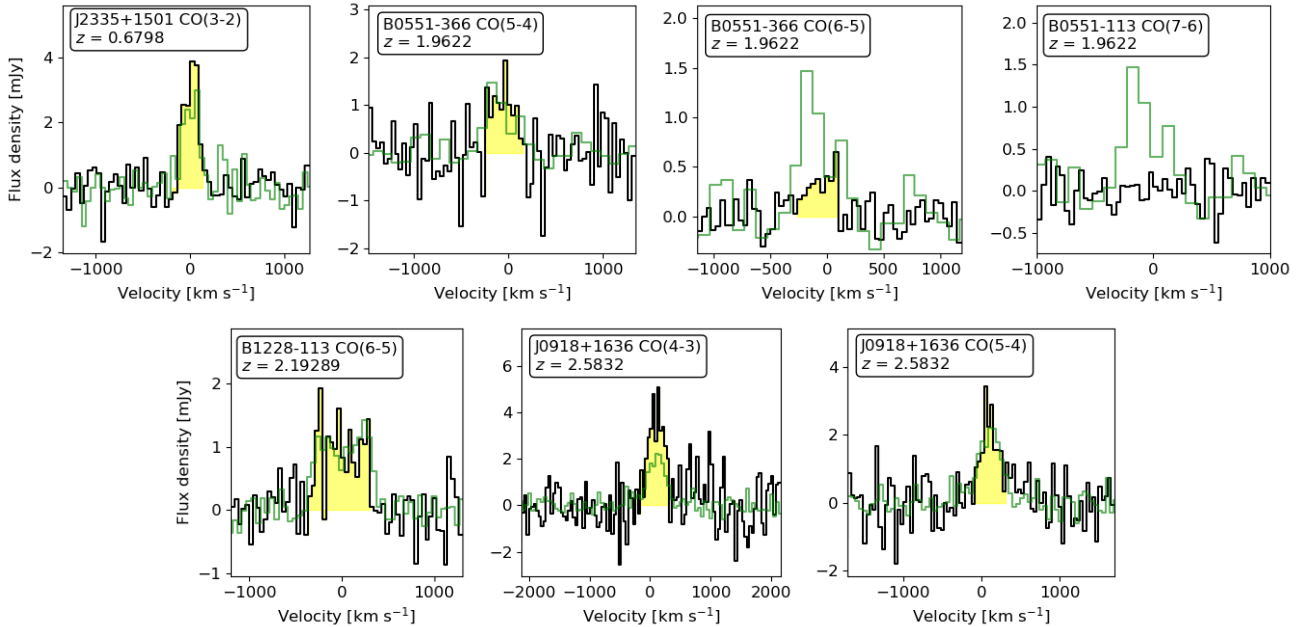 J2335+1501 CO(3-2)
z = 0.6798
4
2
0
−2
−1000 0 1000
Flux density [mJy]
Velocity [km s⁻¹]
B0551-366 CO(5-4)
z = 1.9622
3
2
1
0
−1
−2
−1000 0 1000
Velocity [km s⁻¹]
B0551-366 CO(6-5)
z = 1.9622
2.0
1.5
1.0
0.5
0.0
−1000 −500 0 500 1000
Velocity [km s⁻¹]
B0551-113 CO(7-6)
z = 1.9622
2.0
1.5
1.0
0.5
0.0
−0.5
−1000 0 1000
Velocity [km s⁻¹]
B1228-113 CO(6-5)
z = 2.19289
2
1
0
−1
−1000 0 1000
Flux density [mJy]
Velocity [km s⁻¹]
J0918+1636 CO(4-3)
z = 2.5832
6
4
2
0
−2
−2000 −1000 0 1000 2000
Velocity [km s⁻¹]
J0918+1636 CO(5-4)
z = 2.5832
4
2
0
−2
−1000 0 1000
Velocity [km s⁻¹]